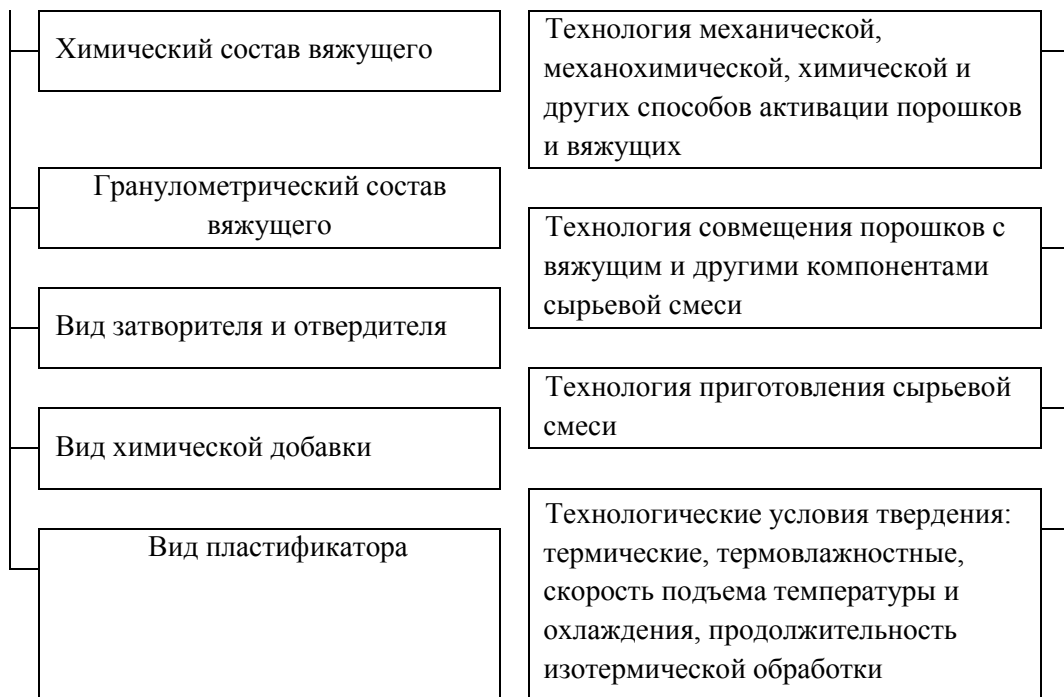 Химический состав вяжущего
Гранулометрический состав
вяжущего
Вид затворителя и отвердителя
Вид химической добавки
Вид пластификатора
Технология механической,
механохимической, химической и
других способов активации порошков
и вяжущих
Технология совмещения порошков с
вяжущим и другими компонентами
сырьевой смеси
Технология приготовления сырьевой
смеси
Технологические условия твердения:
термические, термовлажностные,
скорость подъема температуры и
охлаждения, продолжительность
изотермической обработки